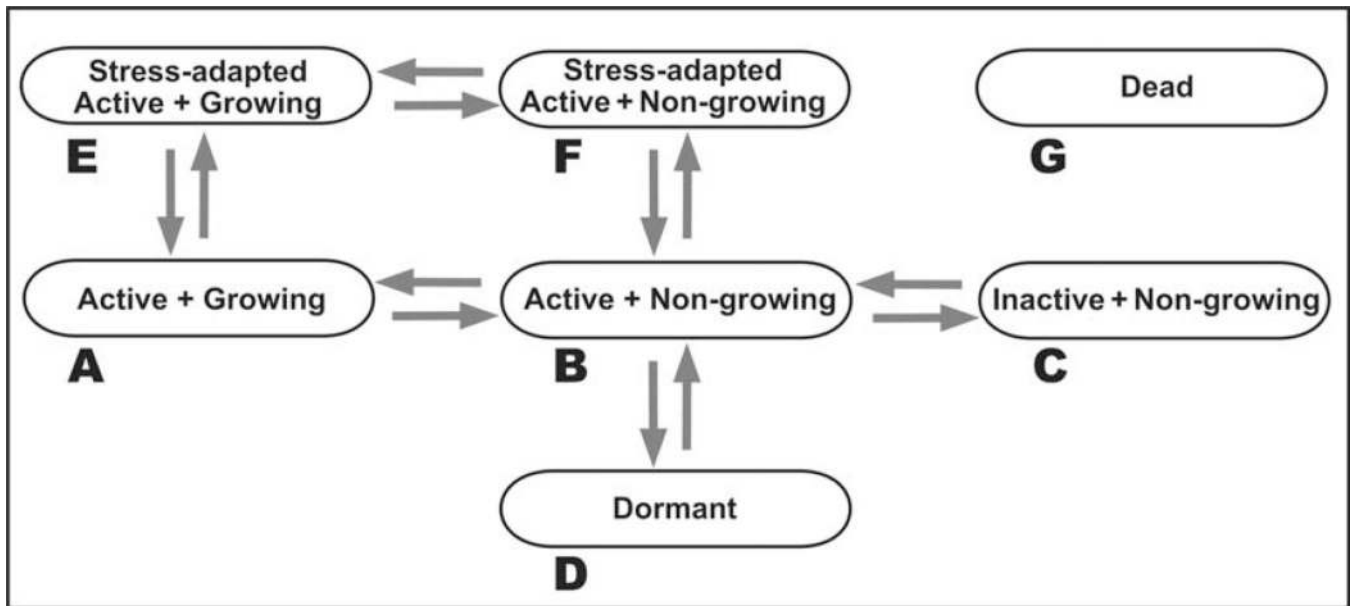 Stress-adapted
Active + Growing
E
Stress-adapted
Active + Non-growing
F
Dead
G
Active + Growing
A
Active + Non-growing
B
Inactive + Non-growing
C
Dormant
D